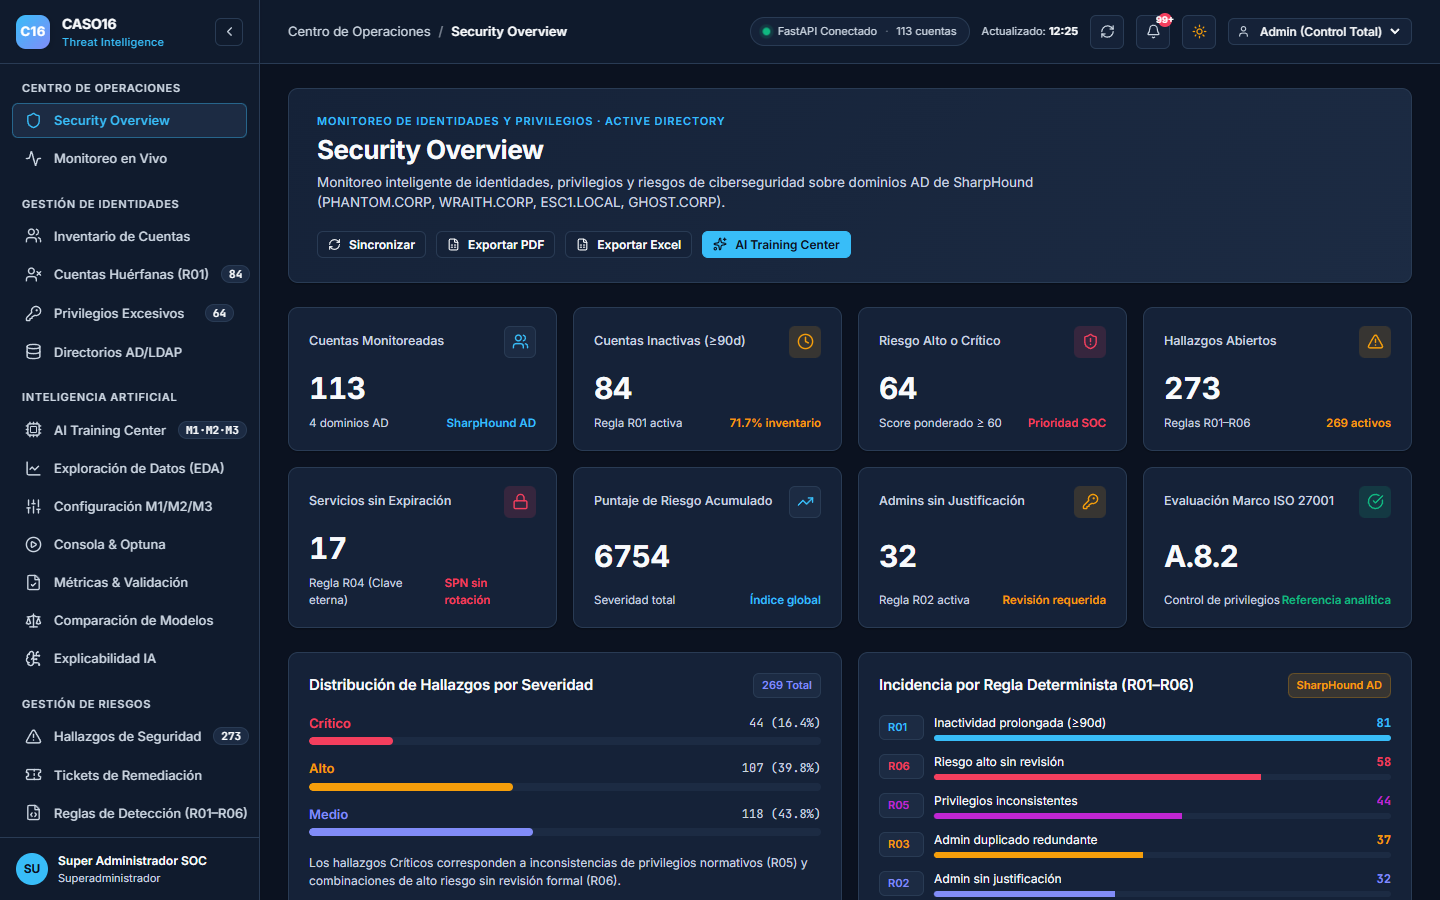 C16
CASO16
Threat Intelligence
CENTRO DE OPERACIONES
Security Overview
Monitoreo en Vivo
GESTIÓN DE IDENTIDADES
Inventario de Cuentas
Cuentas Huérfanas (R01) 84
Privilegios Excesivos 64
Directorios AD/LDAP
INTELIGENCIA ARTIFICIAL
AI Training Center M1·M2·M3
Exploración de Datos (EDA)
Configuración M1/M2/M3
Consola & Optuna
Métricas & Validación
Comparación de Modelos
Explicabilidad IA
GESTIÓN DE RIESGOS
Hallazgos de Seguridad 273
Tickets de Remediación
Reglas de Detección (R01–R06)
SU
Super Administrador SOC
Superadministrador
Centro de Operaciones / Security Overview
FastAPI Conectado · 113 cuentas
Actualizado: 12:25
99+
Admin (Control Total)
MONITOREO DE IDENTIDADES Y PRIVILEGIOS · ACTIVE DIRECTORY
Security Overview
Monitoreo inteligente de identidades, privilegios y riesgos de ciberseguridad sobre dominios AD de SharpHound
(PHANTOM.CORP, WRAITH.CORP, ESC1.LOCAL, GHOST.CORP).
Sincronizar
Exportar PDF
Exportar Excel
AI Training Center
Cuentas Monitoreadas
113
4 dominios AD SharpHound AD
Cuentas Inactivas (≥90d)
84
Regla R01 activa 71.7% inventario
Riesgo Alto o Crítico
64
Score ponderado ≥ 60 Prioridad SOC
Hallazgos Abiertos
273
Reglas R01–R06 269 activos
Servicios sin Expiración
17
Regla R04 (Clave SPN sin
eterna) rotación
Puntaje de Riesgo Acumulado
6754
Severidad total Índice global
Admins sin Justificación
32
Regla R02 activa Revisión requerida
Evaluación Marco ISO 27001
A.8.2
Control de privilegios Referencia analítica
Distribución de Hallazgos por Severidad 269 Total
Crítico 44 (16.4%)
Alto 107 (39.8%)
Medio 118 (43.8%)
Los hallazgos Críticos corresponden a inconsistencias de privilegios normativos (R05) y
combinaciones de alto riesgo sin revisión formal (R06).
Incidencia por Regla Determinista (R01–R06) SharpHound AD
R01 Inactividad prolongada (≥90d) 81
R06 Riesgo alto sin revisión 58
R05 Privilegios inconsistentes 44
R03 Admin duplicado redundante 37
R02 Admin sin justificación 32